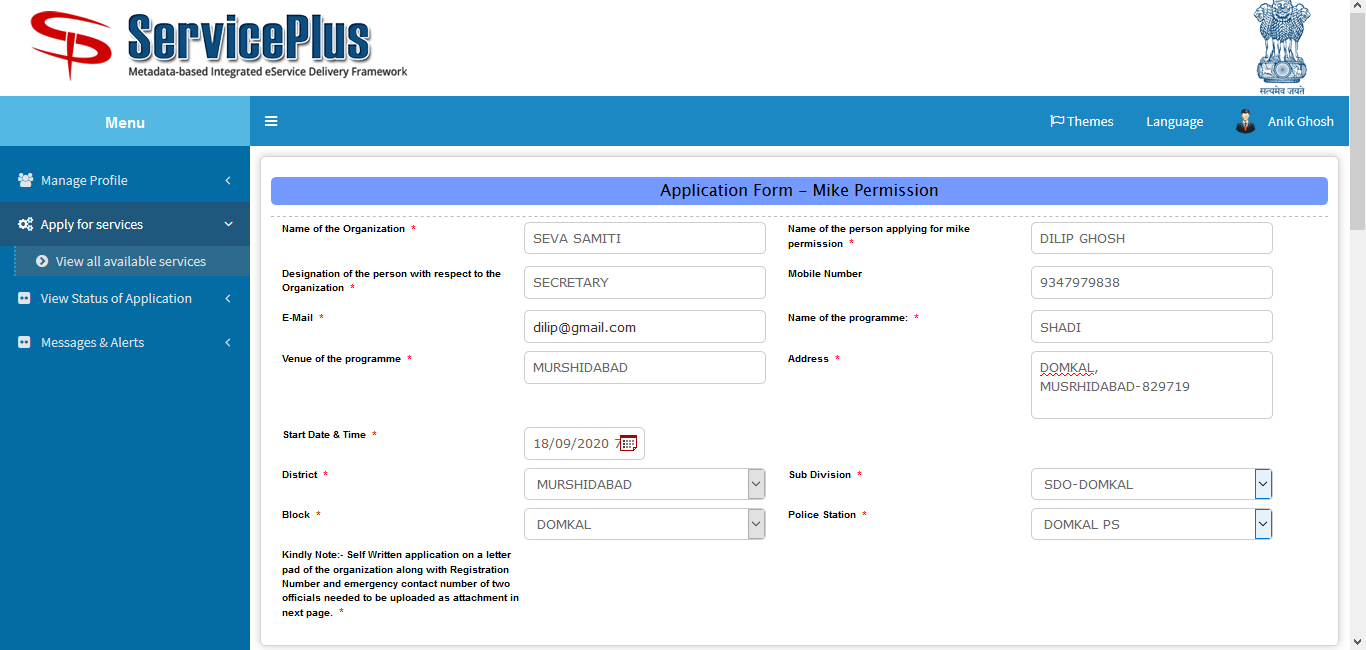 ServicePlus
Metadata-based Integrated eService Delivery Framework
सत्यमेव जयते
Menu
Themes
Language
Anik Ghosh
Manage Profile
Apply for services
View all available services
View Status of Application
Messages & Alerts
Application Form – Mike Permission
Name of the Organization *
SEVA SAMITI
Name of the person applying for mike
permission *
DILIP GHOSH
Designation of the person with respect to the
Organization *
SECRETARY
Mobile Number
9347979838
E-Mail *
dilip@gmail.com
Name of the programme: *
SHADI
Venue of the programme *
MURSHIDABAD
Address *
DOMKAL,
MUSRHIDABAD-829719
Start Date & Time *
18/09/2020 7
District *
MURSHIDABAD
Sub Division *
SDO-DOMKAL
Block *
DOMKAL
Police Station *
DOMKAL PS
Kindly Note:- Self Written application on a letter
pad of the organization along with Registration
Number and emergency contact number of two
officials needed to be uploaded as attachment in
next page. *